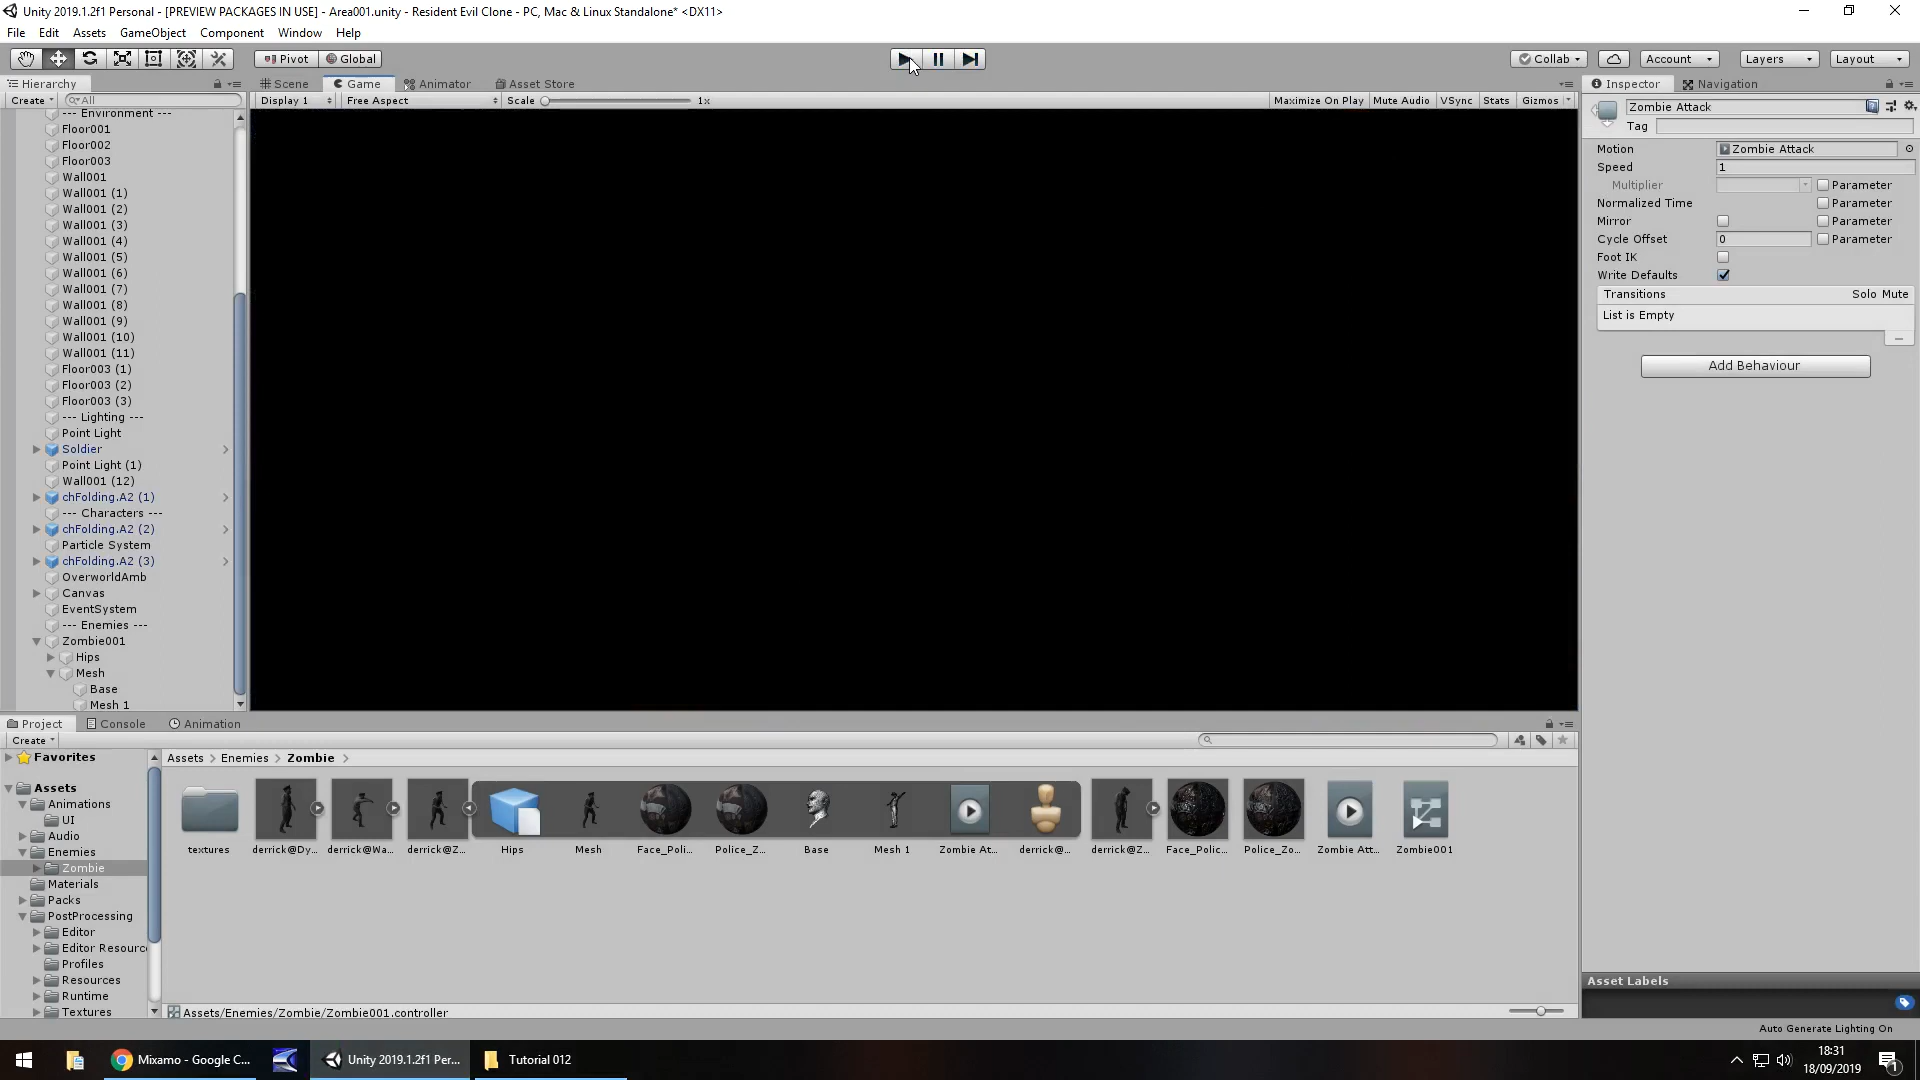 Unity 2019.1.2f1 Personal - [PREVIEW PACKAGES IN USE] - Area001.unity - Resident Evil Clone - PC, Mac & Linux Standalone* <DX11>
File Edit Assets GameObject Component Window Help
Pivot Global Collab Account Layers Layout
Hierarchy Scene Game Animator Asset Store Inspector Navigation
Create All Display 1 Free Aspect Scale 1x Maximize On Play Mute Audio VSync Stats Gizmos
--- Environment ---
Floor001
Floor002
Floor003
Wall001
Wall001 (1)
Wall001 (2)
Wall001 (3)
Wall001 (4)
Wall001 (5)
Wall001 (6)
Wall001 (7)
Wall001 (8)
Wall001 (9)
Wall001 (10)
Wall001 (11)
Floor003 (1)
Floor003 (2)
Floor003 (3)
--- Lighting ---
Point Light
Soldier
Point Light (1)
Wall001 (12)
chFolding.A2 (1)
--- Characters ---
chFolding.A2 (2)
Particle System
chFolding.A2 (3)
OverworldAmb
Canvas
EventSystem
--- Enemies ---
Zombie001
Hips
Mesh
Base
Mesh 1
Zombie Attack
Tag
Motion Zombie Attack
Speed 1
Multiplier Parameter
Normalized Time Parameter
Mirror Parameter
Cycle Offset 0 Parameter
Foot IK
Write Defaults
Transitions Solo Mute
List is Empty
Add Behaviour
Project Console Animation
Create
Favorites
Assets
Animations
UI
Audio
Enemies
Zombie
Materials
Packs
PostProcessing
Editor
Editor Resourc
Profiles
Resources
Runtime
Textures
Assets > Enemies > Zombie >
textures derrick@Dy... derrick@Wa... derrick@Z... Hips Mesh Face_Poli... Police_Z... Base Mesh 1 Zombie At... derrick@... derrick@Z... Face_Polic... Police_Zo... Zombie Att... Zombie001
Assets/Enemies/Zombie/Zombie001.controller
Asset Labels
Auto Generate Lighting On
Mixamo - Google C... Unity 2019.1.2f1 Per... Tutorial 012
18:31
18/09/2019
1